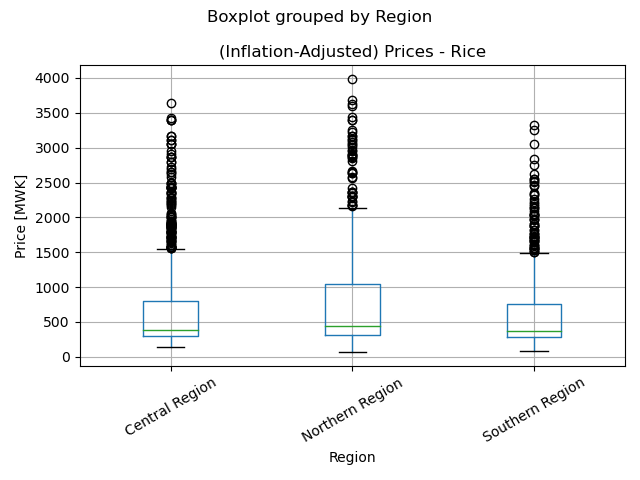 Boxplot grouped by Region
(Inflation-Adjusted) Prices - Rice
4000
3500
3000
2500
2000
1500
1000
500
0
Price [MWK]
Central Region
Northern Region
Southern Region
Region